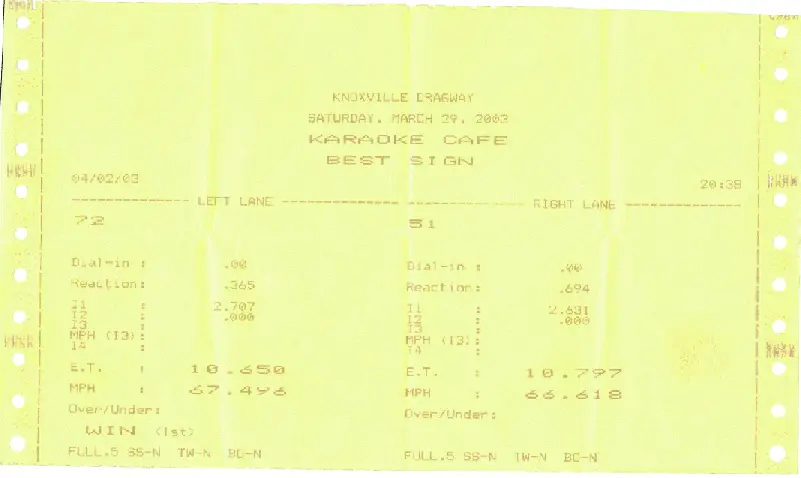 KNOXVILLE DRAGWAY
SATURDAY, MARCH 29, 2003
KARAOKE CAFE
BEST SIGN
04/02/03 20:38
--------------- LEFT LANE --------------- --------------- RIGHT LANE ---------------
72 51
Dial-in : .00 Dial-in : .00
Reaction: .365 Reaction: .694
I1 : 2.707 I1 : 2.631
I2 : .000 I2 : .000
I3 : I3 :
MPH (I3): MPH (I3):
I4 : I4 :
E.T. : 10.650 E.T. : 10.797
MPH : 67.496 MPH : 66.618
Over/Under: Over/Under:
WIN (1st)
FULL.5 SS-N TW-N BD-N FULL.5 SS-N TW-N BD-N